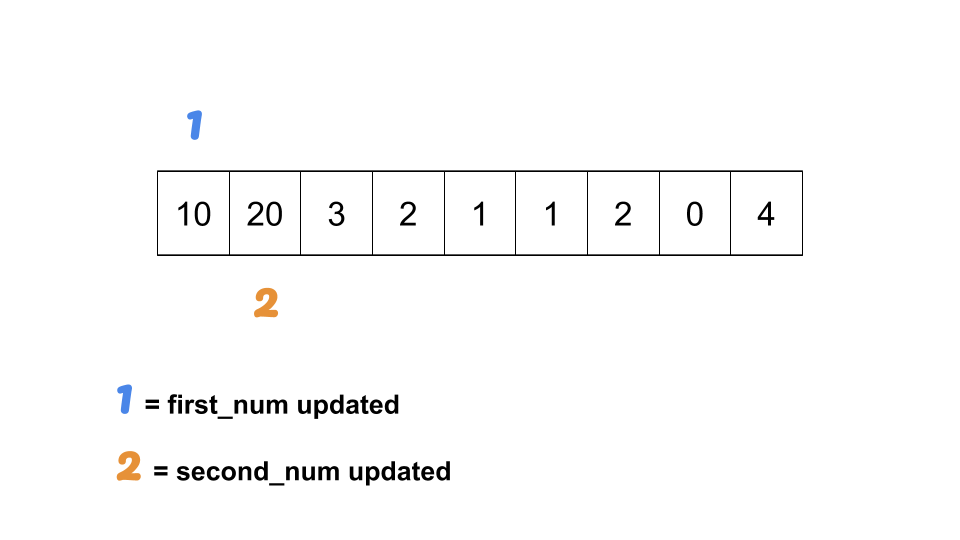 1
10 20 3 2 1 1 2 0 4
2
1 = first_num updated
2 = second_num updated